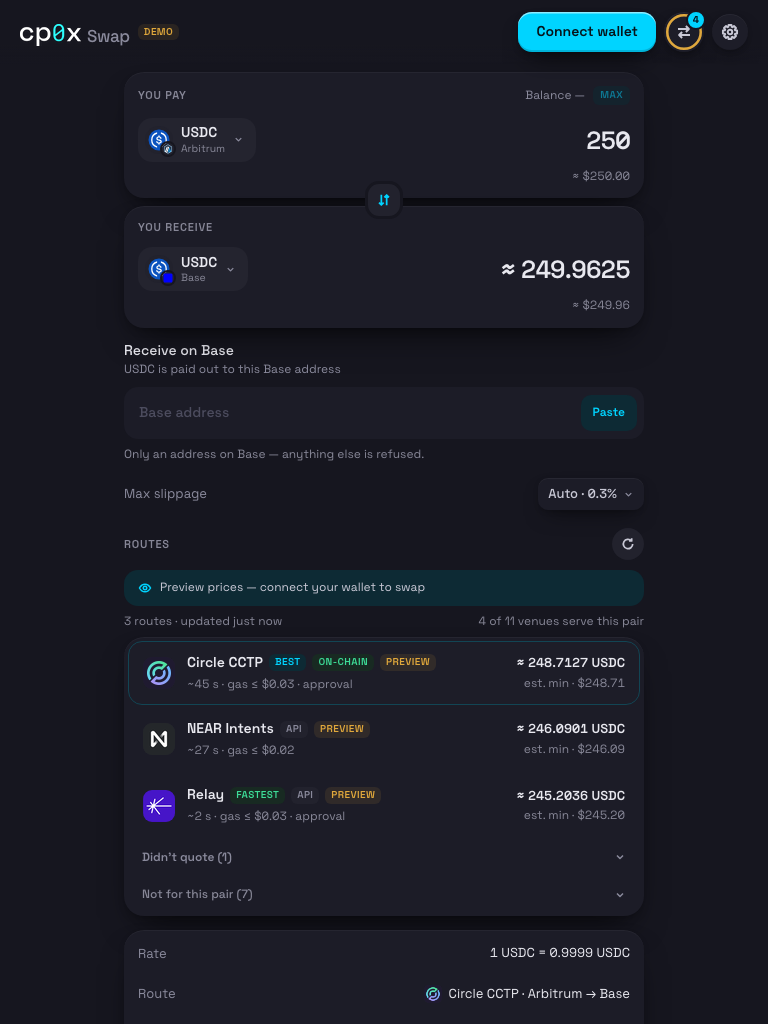 cp0x Swap DEMO
Connect wallet
4
YOU PAY
Balance — MAX
USDC
Arbitrum
250
≈ $250.00
YOU RECEIVE
USDC
Base
≈ 249.9625
≈ $249.96
Receive on Base
USDC is paid out to this Base address
Base address
Paste
Only an address on Base — anything else is refused.
Max slippage
Auto · 0.3%
ROUTES
Preview prices — connect your wallet to swap
3 routes · updated just now
4 of 11 venues serve this pair
Circle CCTP BEST ON-CHAIN PREVIEW
≈ 248.7127 USDC
~45 s · gas ≤ $0.03 · approval
est. min · $248.71
NEAR Intents API PREVIEW
≈ 246.0901 USDC
~27 s · gas ≤ $0.02
est. min · $246.09
Relay FASTEST API PREVIEW
≈ 245.2036 USDC
~2 s · gas ≤ $0.03 · approval
est. min · $245.20
Didn't quote (1)
Not for this pair (7)
Rate
1 USDC = 0.9999 USDC
Route
Circle CCTP · Arbitrum → Base